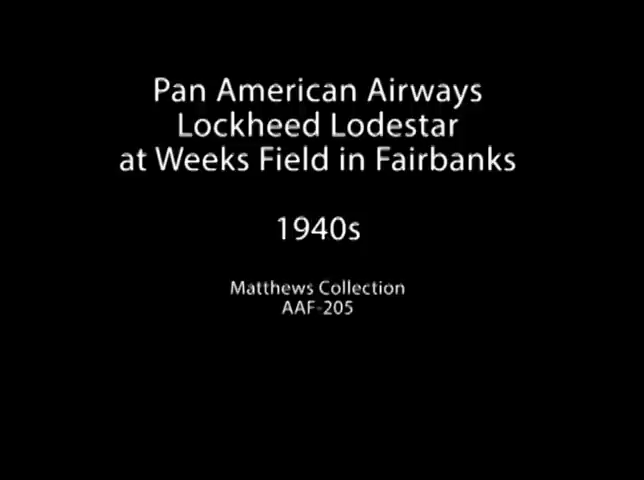 Pan American Airways
Lockheed Lodestar
at Weeks Field in Fairbanks
1940s
Matthews Collection
AAF-205